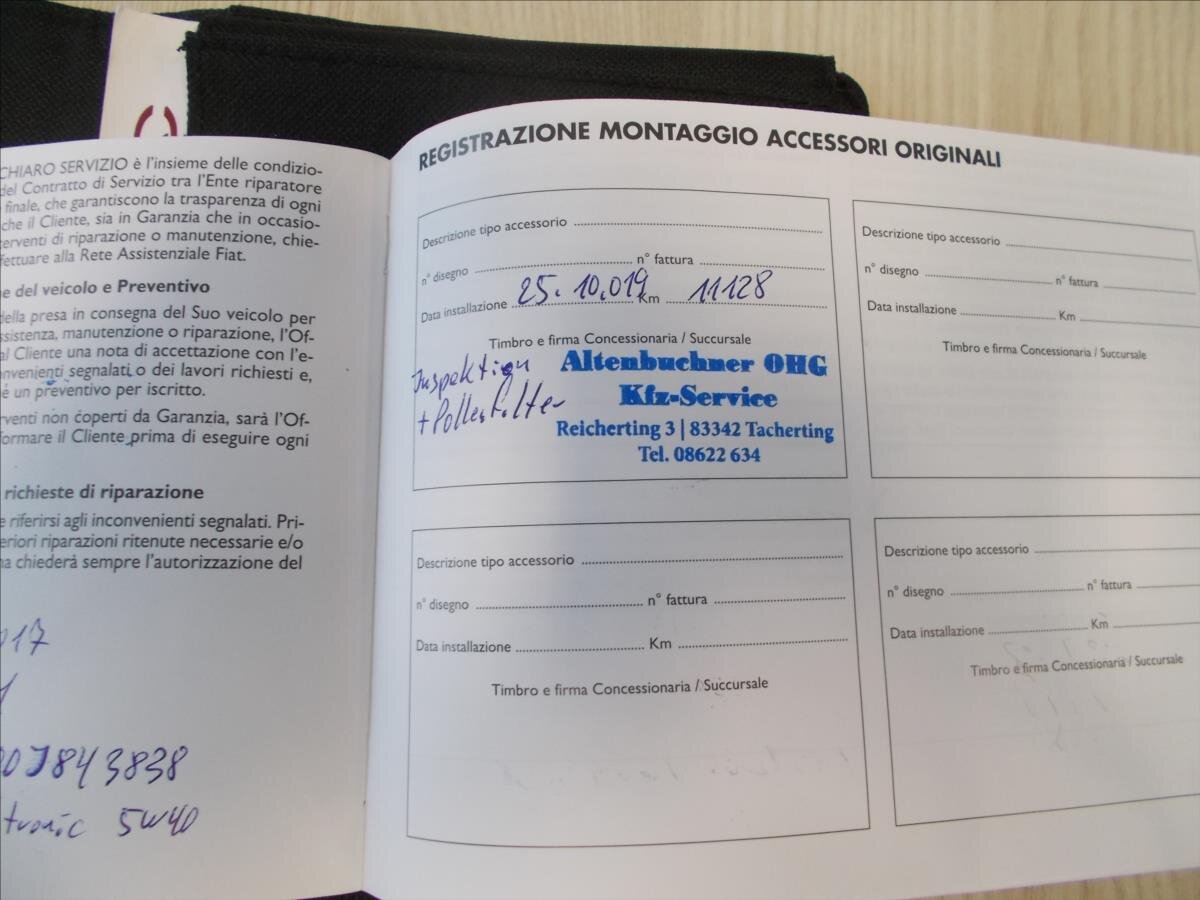 CHIARO SERVIZIO è l'insieme delle condizio-
del Contratto di Servizio tra l'Ente riparatore
finale, che garantiscono la trasparenza di ogni
che il Cliente, sia in Garanzia che in occasio-
terventi di riparazione o manutenzione, chie-
fettuare alla Rete Assistenziale Fiat.
ne del veicolo e Preventivo
della presa in consegna del Suo veicolo per
ssistenza, manutenzione o riparazione, l'Of-
al Cliente una nota di accettazione con l'e-
nvenienti segnalati o dei lavori richiesti e,
é un preventivo per iscritto.
rventi non coperti da Garanzia, sarà l'Of-
formare il Cliente prima di eseguire ogni
richieste di riparazione
e riferirsi agli inconvenienti segnalati. Pri-
eriori riparazioni ritenute necessarie e/o
na chiederà sempre l'autorizzazione del
017
7843838
tronic 5W40
REGISTRAZIONE MONTAGGIO ACCESSORI ORIGINALI
Descrizione tipo accessorio
n° disegno n° fattura
Data installazione 25.10.019 Km 11128
Timbro e firma Concessionaria / Succursale
Inspektion
+ Pollenfilter
Altenbuchner OHG
Kfz-Service
Reicherting 3 | 83342 Tacherting
Tel. 08622 634
Descrizione tipo accessorio
n° disegno n° fattura
Data installazione Km
Timbro e firma Concessionaria / Succursale
Descrizione tipo accessorio
n° disegno n° fattura
Data installazione Km
Timbro e firma Concessionaria / Succursale
Descrizione tipo accessorio
n° disegno n° fattura
Data installazione Km
Timbro e firma Concessionaria / Succursale